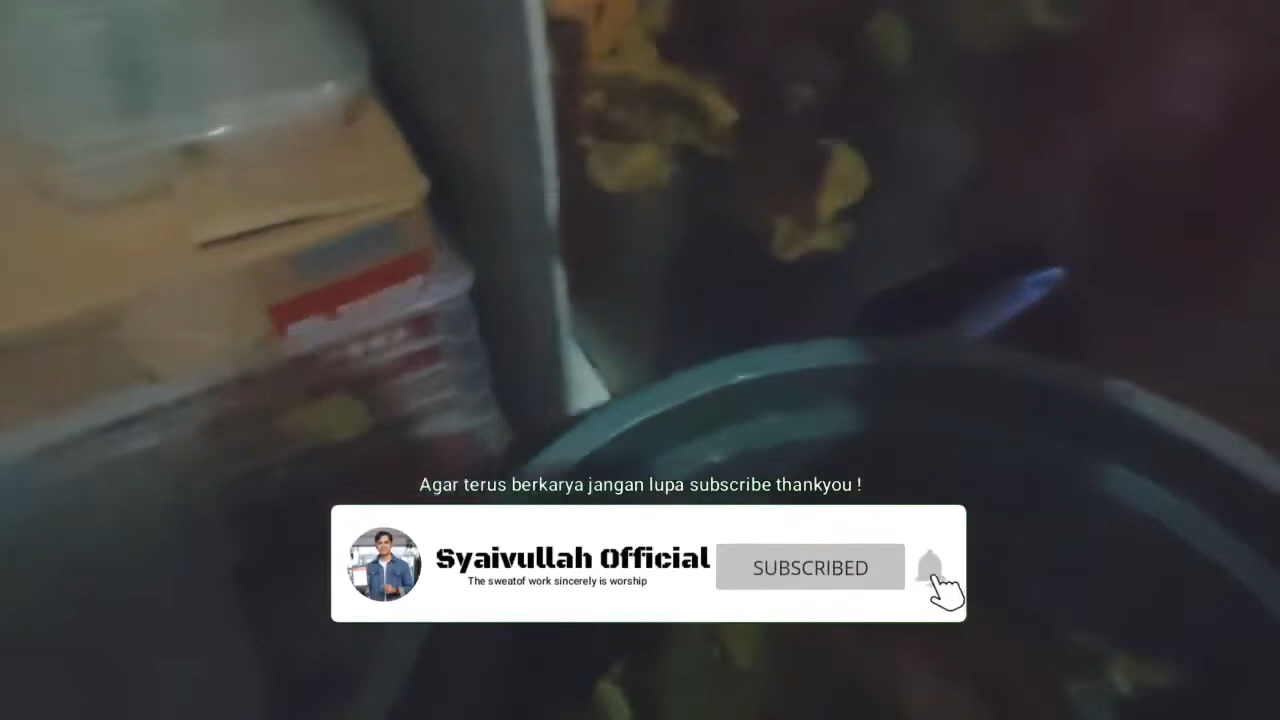 Agar terus berkarya jangan lupa subscribe thankyou !
Syaivullah Official
The sweatof work sincerely is worship
SUBSCRIBED